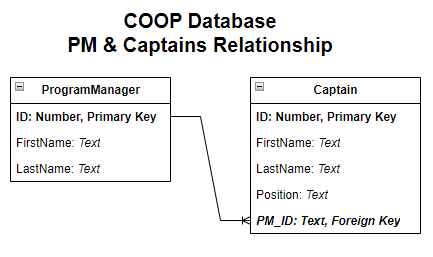 COOP Database
PM & Captains Relationship
ProgramManager
ID: Number, Primary Key
FirstName: Text
LastName: Text
Captain
ID: Number, Primary Key
FirstName: Text
LastName: Text
Position: Text
PM_ID: Text, Foreign Key